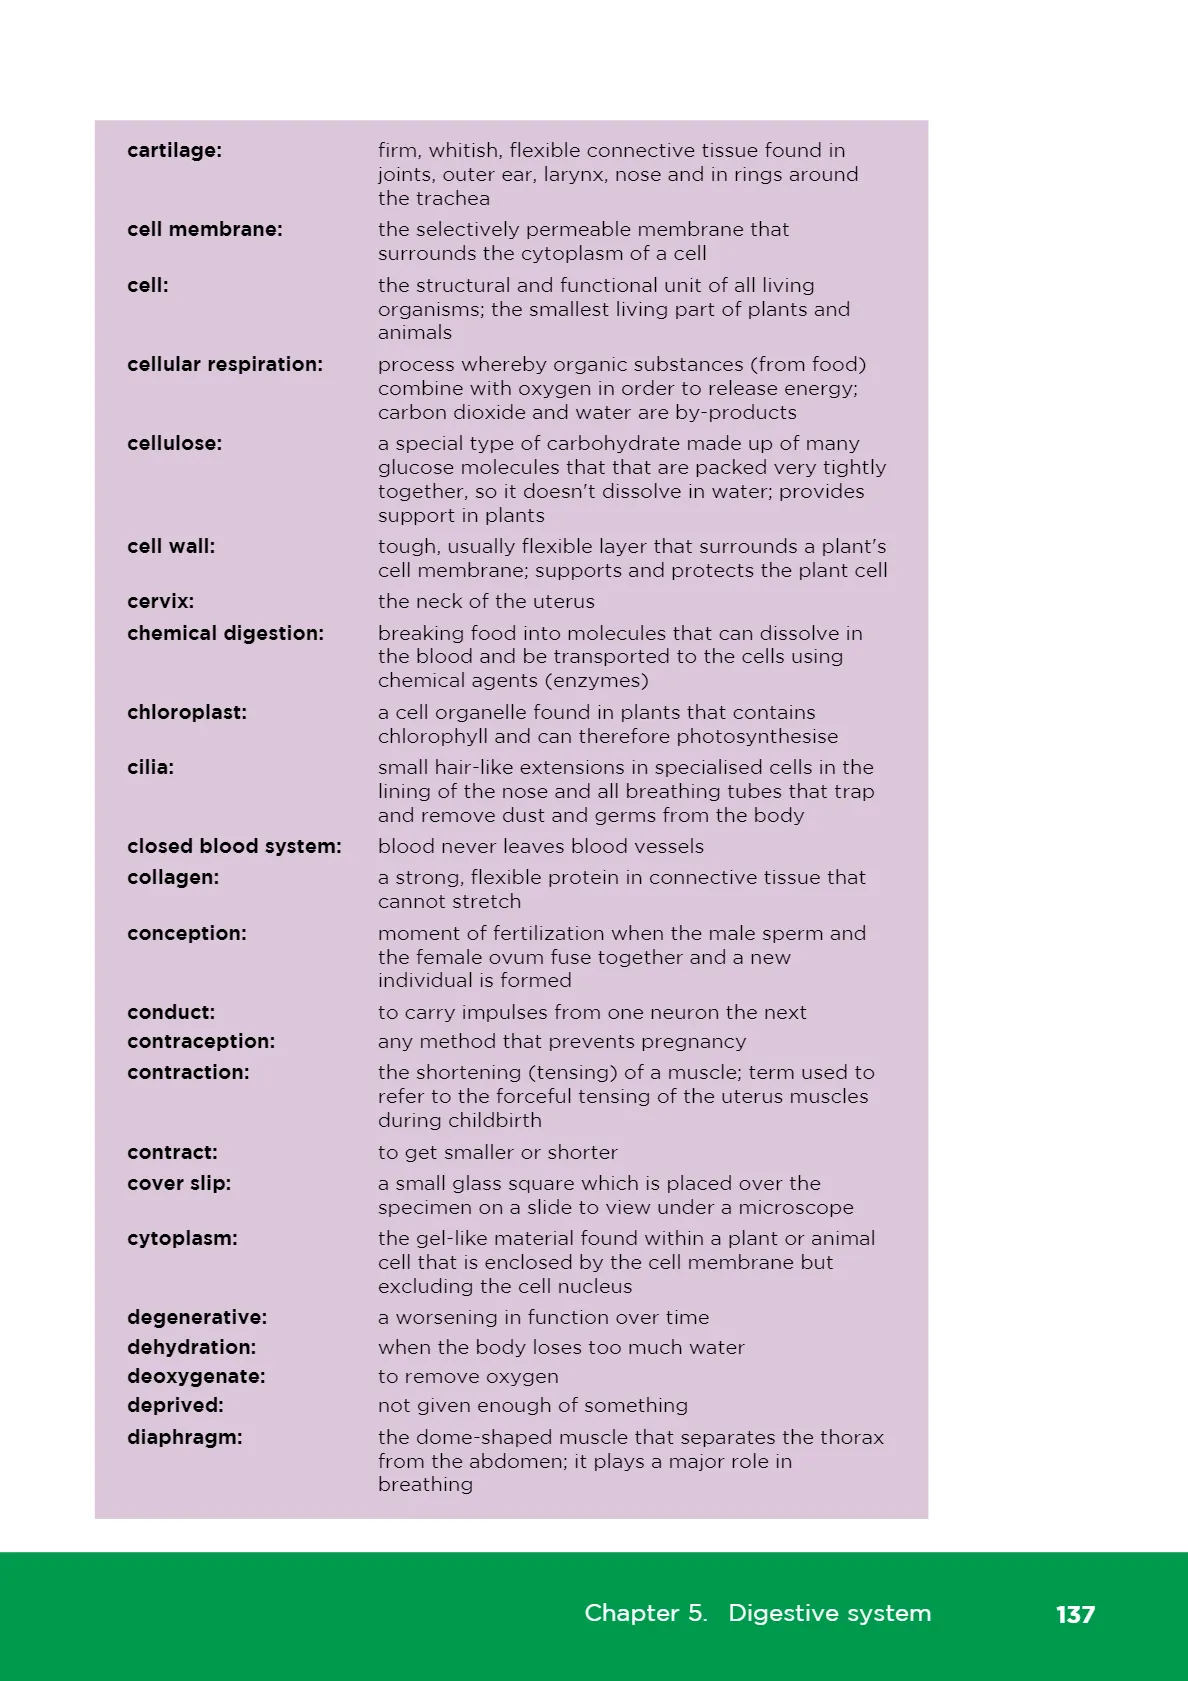 cartilage: firm, whitish, flexible connective tissue found in
joints, outer ear, larynx, nose and in rings around
the trachea
cell membrane: the selectively permeable membrane that
surrounds the cytoplasm of a cell
cell: the structural and functional unit of all living
organisms; the smallest living part of plants and
animals
cellular respiration: process whereby organic substances (from food)
combine with oxygen in order to release energy;
carbon dioxide and water are by-products
cellulose: a special type of carbohydrate made up of many
glucose molecules that that are packed very tightly
together, so it doesn't dissolve in water; provides
support in plants
cell wall: tough, usually flexible layer that surrounds a plant's
cell membrane; supports and protects the plant cell
cervix: the neck of the uterus
chemical digestion: breaking food into molecules that can dissolve in
the blood and be transported to the cells using
chemical agents (enzymes)
chloroplast: a cell organelle found in plants that contains
chlorophyll and can therefore photosynthesise
cilia: small hair-like extensions in specialised cells in the
lining of the nose and all breathing tubes that trap
and remove dust and germs from the body
closed blood system: blood never leaves blood vessels
collagen: a strong, flexible protein in connective tissue that
cannot stretch
conception: moment of fertilization when the male sperm and
the female ovum fuse together and a new
individual is formed
conduct: to carry impulses from one neuron the next
contraception: any method that prevents pregnancy
contraction: the shortening (tensing) of a muscle; term used to
refer to the forceful tensing of the uterus muscles
during childbirth
contract: to get smaller or shorter
cover slip: a small glass square which is placed over the
specimen on a slide to view under a microscope
cytoplasm: the gel-like material found within a plant or animal
cell that is enclosed by the cell membrane but
excluding the cell nucleus
degenerative: a worsening in function over time
dehydration: when the body loses too much water
deoxygenate: to remove oxygen
deprived: not given enough of something
diaphragm: the dome-shaped muscle that separates the thorax
from the abdomen; it plays a major role in
breathing
Chapter 5. Digestive system 137